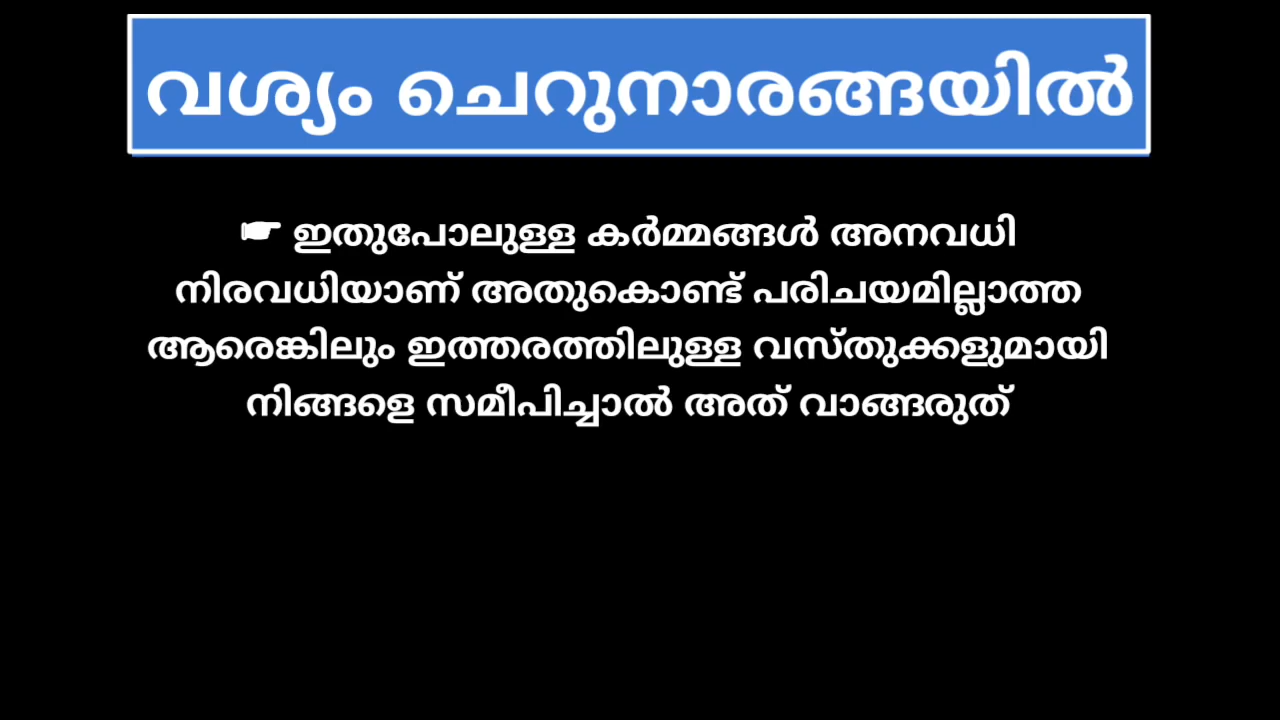 വശ്യം ചെറുനാരങ്ങയിൽ
☛ ഇതുപോലുള്ള കർമ്മങ്ങൾ അനവധി
നിരവധിയാണ് അതുകൊണ്ട് പരിചയമില്ലാത്ത
ആരെങ്കിലും ഇത്തരത്തിലുള്ള വസ്തുക്കളുമായി
നിങ്ങളെ സമീപിച്ചാൽ അത് വാങ്ങരുത്